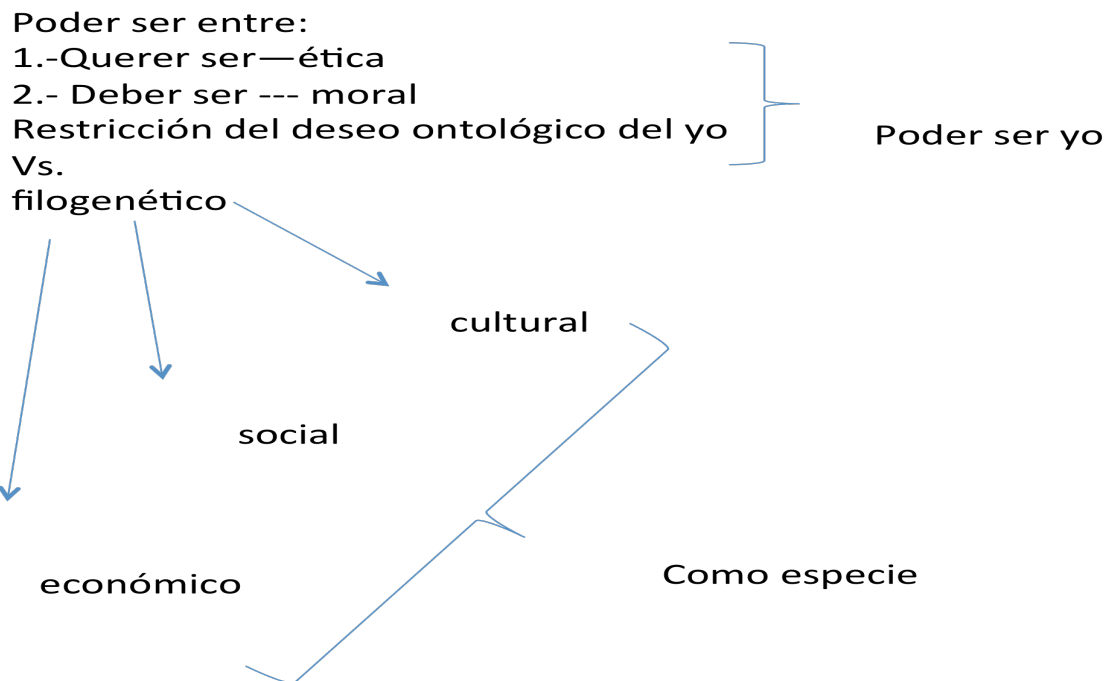 Poder ser entre:
1.-Querer ser—ética
2.- Deber ser --- moral
Restricción del deseo ontológico del yo
Vs.
filogenético
Poder ser yo
cultural
social
económico
Como especie